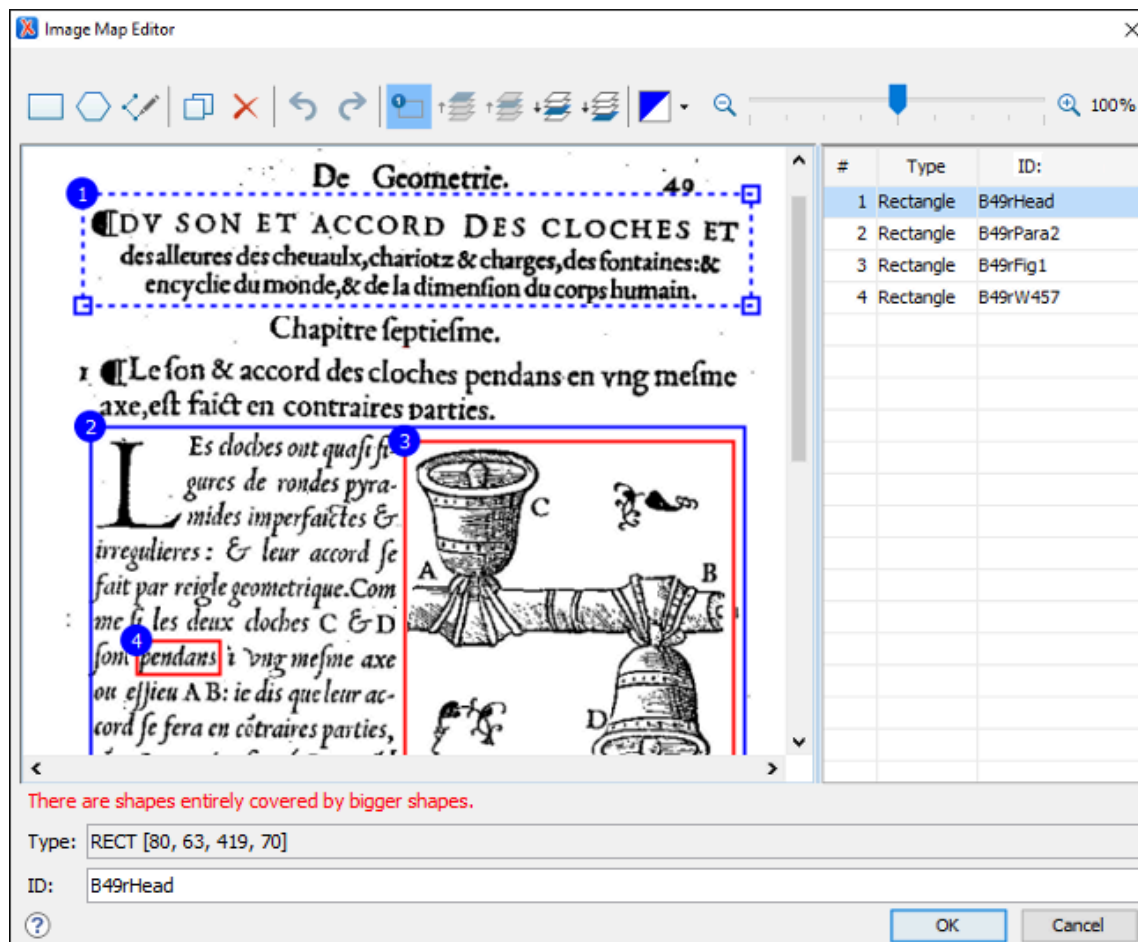 Image Map Editor
100%
De Geometrie. 49
1
¶DV SON ET ACCORD DES CLOCHES ET
des alleures des cheuaulx, chariotz & charges, des fontaines:&
encyclie du monde,& de la dimenſion du corps humain.
Chapitre ſeptieſme.
1 ¶Le ſon & accord des cloches pendans en vng meſme
axe,eſt faict en contraires parties.
2
3
LEs cloches ont quaſi fi-
gures de rondes pyra-
mides imperfaictes &
irregulieres : & leur accord ſe
fait par reigle geometrique.Com
me ſi les deux cloches C & D
4
ſont pendans à vng meſme axe
ou eſſieu A B: ie dis que leur ac-
cord ſe fera en cõtraires parties,
C
A
B
D
# Type ID:
1 Rectangle B49rHead
2 Rectangle B49rPara2
3 Rectangle B49rFig1
4 Rectangle B49rW457
There are shapes entirely covered by bigger shapes.
Type: RECT [80, 63, 419, 70]
ID: B49rHead
?
OK Cancel